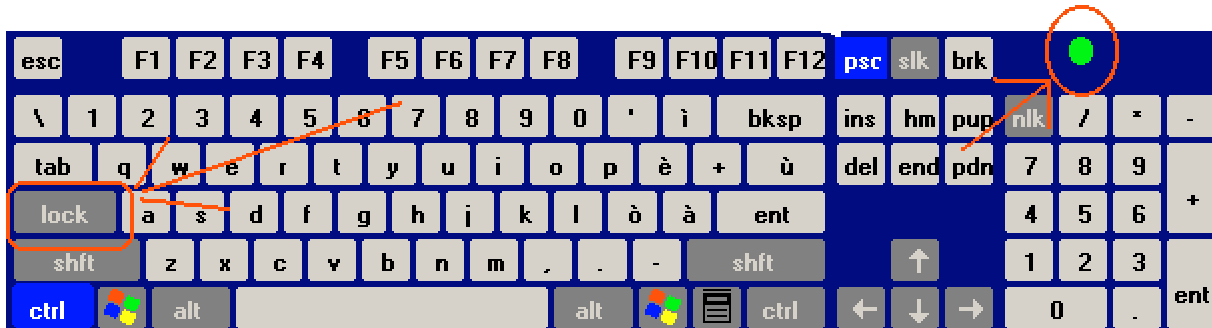 esc F1 F2 F3 F4 F5 F6 F7 F8 F9 F10 F11 F12 psc slk brk
\ 1 2 3 4 5 6 7 8 9 0 ' ì bksp ins hm pup nlk / * -
tab q w e r t y u i o p è + ù del end pdn 7 8 9
lock a s d f g h j k l ò à ent 4 5 6 +
shft z x c v b n m , . - shft ↑ 1 2 3
ctrl alt alt ctrl ← ↓ → 0 . ent